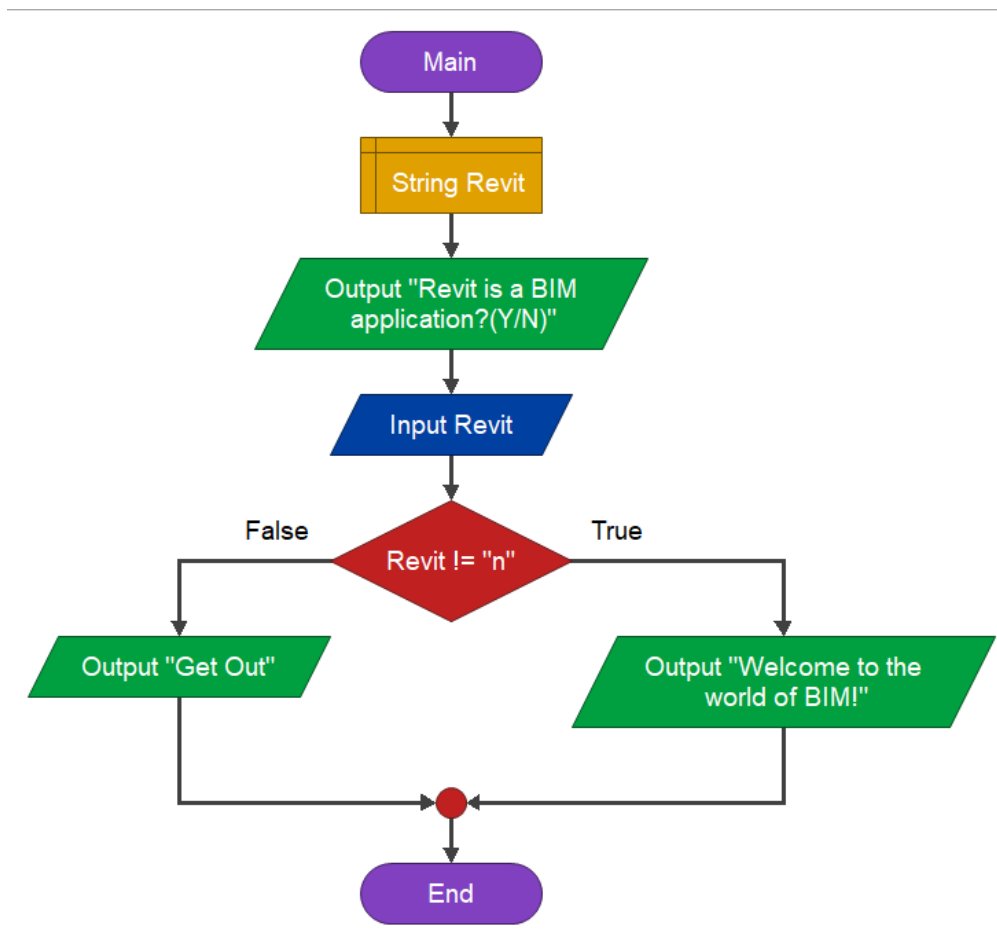 Main
String Revit
Output "Revit is a BIM
application?(Y/N)"
Input Revit
False
True
Revit != "n"
Output "Get Out"
Output "Welcome to the
world of BIM!"
End